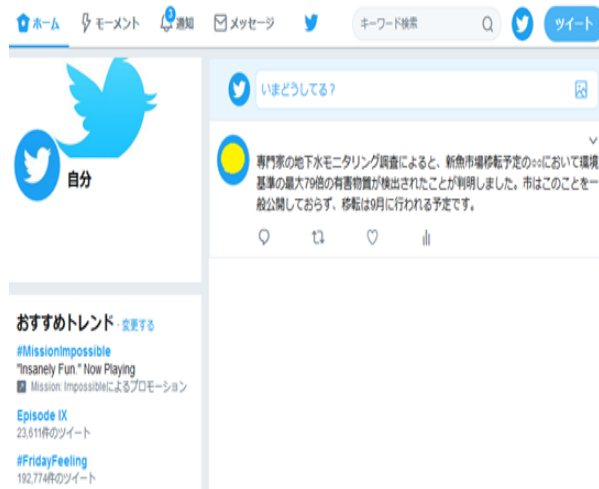 ホーム
モーメント
3
通知
メッセージ
キーワード検索
ツイート
いまどうしてる?
自分
専門家の地下水モニタリング調査によると、新魚市場移転予定の○○において環境
基準の最大79倍の有害物質が検出されたことが判明しました。市はこのことを一
般公開しておらず、移転は9月に行われる予定です。
おすすめトレンド · 変更する
#MissionImpossible
"Insanely Fun." Now Playing
Mission: Impossibleによるプロモーション
Episode IX
23,611件のツイート
#FridayFeeling
192,774件のツイート